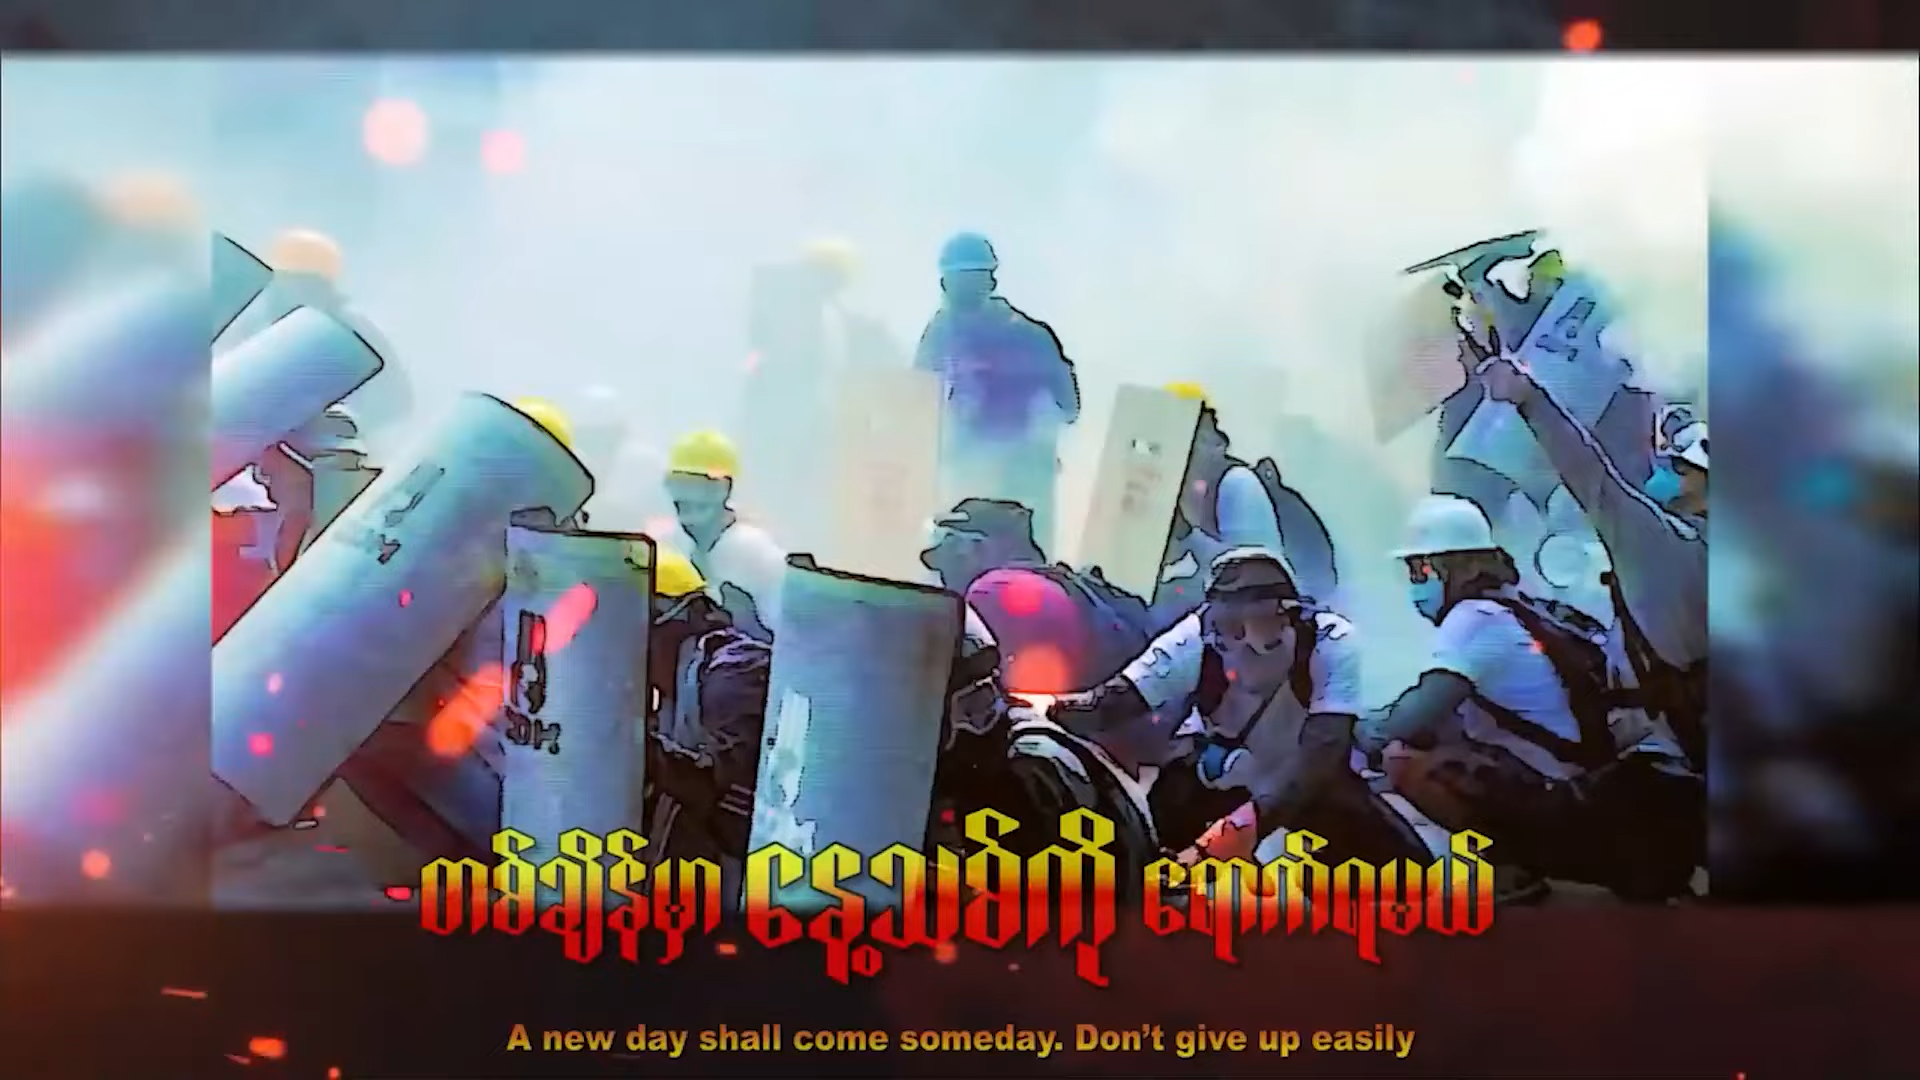 တစ်ချိန်မှာ နေ့သစ်ကို ရောက်ရမယ်
A new day shall come someday. Don’t give up easily